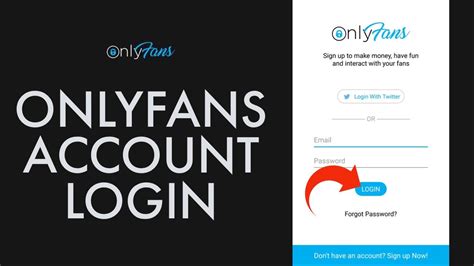 OnlyFans
ONLYFANS
ACCOUNT
LOGIN
OnlyFans
Sign up to make money, have fun
and interact with your fans
Login With Twitter
OR
Email
Password
LOGIN
Forgot Password?
Don't have an account? Sign up Now!